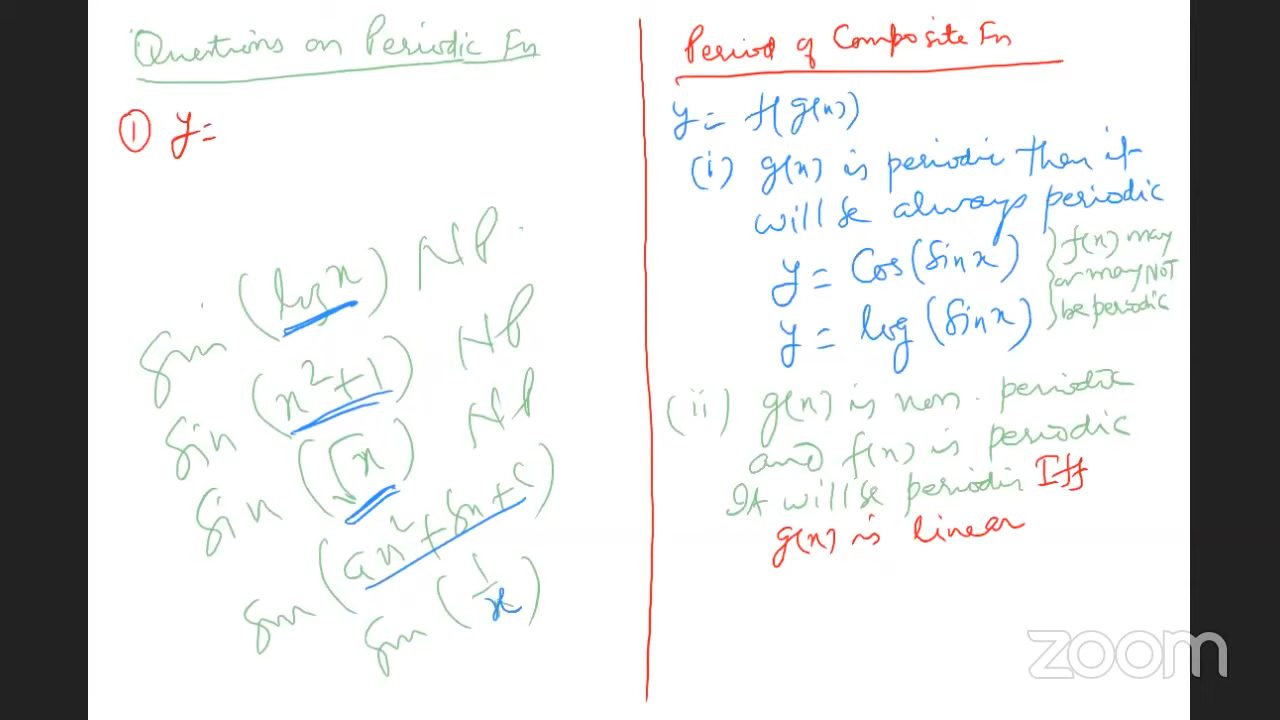 Questions on Periodic Fn
① y=
sin (log x) NP
sin (x²+1) NP
sin (√x) NP
sin (ax²+bx+c)
sin (1/x)
Period of Composite Fn
y = f(g(x))
(i) g(x) is periodic then it
will be always periodic
y = Cos(sinx) } f(x) may
or may NOT
y = log (sinx) be periodic
(ii) g(x) is non-periodic
and f(x) is periodic
It will be periodic Iff
g(x) is linear
zoom